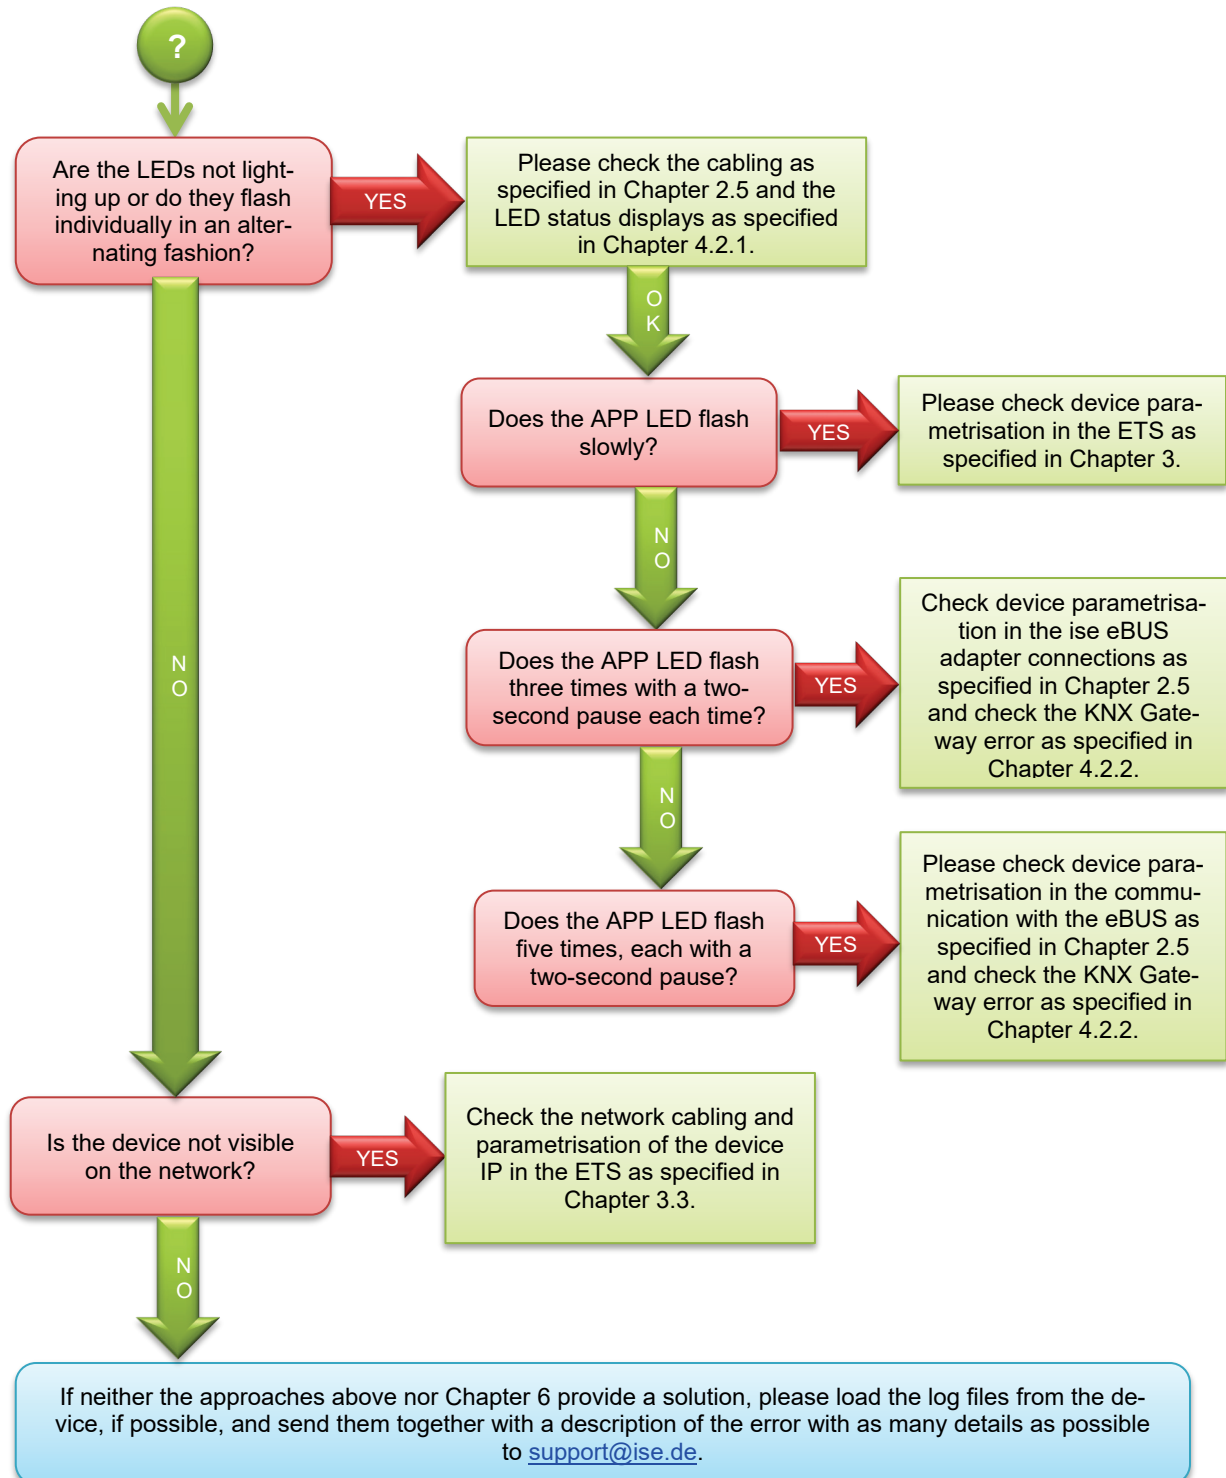 ?
Are the LEDs not light-
ing up or do they flash
individually in an alter-
nating fashion?
YES
Please check the cabling as
specified in Chapter 2.5 and the
LED status displays as specified
in Chapter 4.2.1.
O
K
Does the APP LED flash
slowly?
YES
Please check device para-
metrisation in the ETS as
specified in Chapter 3.
N
O
Does the APP LED flash
three times with a two-
second pause each time?
YES
Check device parametrisa-
tion in the ise eBUS
adapter connections as
specified in Chapter 2.5
and check the KNX Gate-
way error as specified in
Chapter 4.2.2.
N
O
Does the APP LED flash
five times, each with a
two-second pause?
YES
Please check device para-
metrisation in the commu-
nication with the eBUS as
specified in Chapter 2.5
and check the KNX Gate-
way error as specified in
Chapter 4.2.2.
N
O
Is the device not visible
on the network?
YES
Check the network cabling and
parametrisation of the device
IP in the ETS as specified in
Chapter 3.3.
N
O
If neither the approaches above nor Chapter 6 provide a solution, please load the log files from the de-
vice, if possible, and send them together with a description of the error with as many details as possible
to support@ise.de.